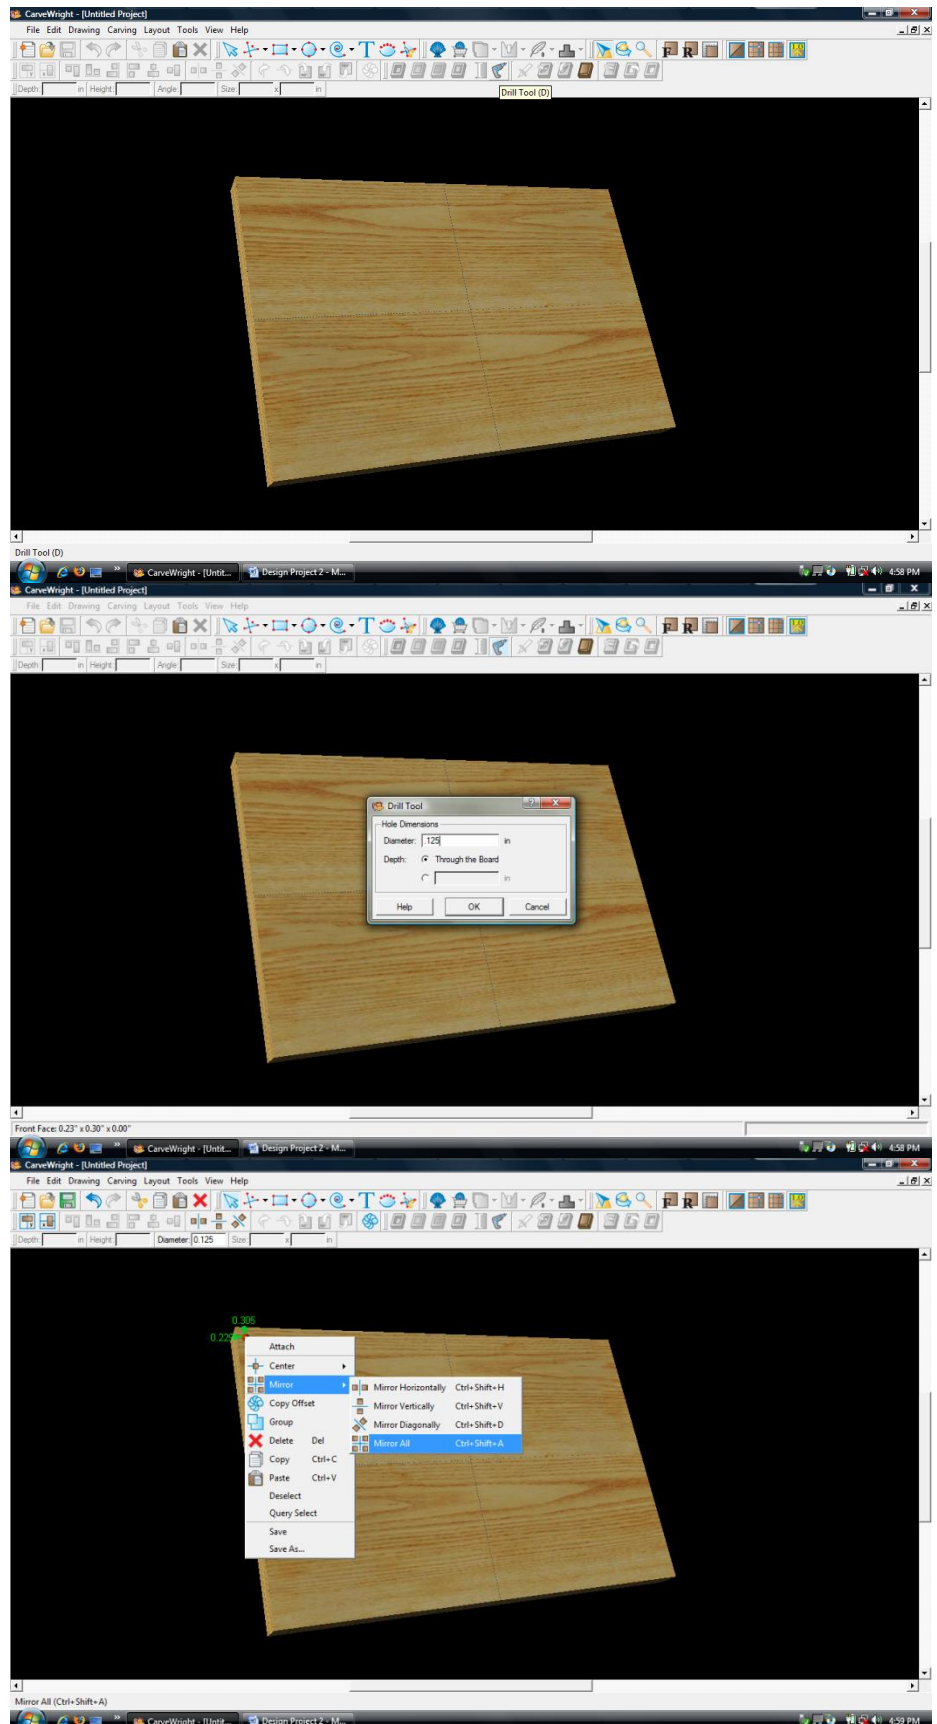 CarveWright - [Untitled Project]
File Edit Drawing Carving Layout Tools View Help
T
F R
Depth: in Height: Angle: Size: x in
Drill Tool (D)
Drill Tool (D)
CarveWright - [Untit... Design Project 2 - M... 4:58 PM
CarveWright - [Untitled Project]
File Edit Drawing Carving Layout Tools View Help
T
F R
Depth: in Height: Angle: Size: x in
Drill Tool
Hole Dimensions
Diameter: .125 in
Depth: Through the Board
in
Help OK Cancel
Front Face: 0.23" x 0.30" x 0.00"
CarveWright - [Untit... Design Project 2 - M... 4:58 PM
CarveWright - [Untitled Project]
File Edit Drawing Carving Layout Tools View Help
T
F R
Depth: in Height: Diameter: 0.125 Size: x in
0.305
Attach
Center
Mirror
Mirror Horizontally Ctrl+Shift+H
Copy Offset
Mirror Vertically Ctrl+Shift+V
Group
Mirror Diagonally Ctrl+Shift+D
Delete Del
Mirror All Ctrl+Shift+A
Copy Ctrl+C
Paste Ctrl+V
Deselect
Query Select
Save
Save As...
Mirror All (Ctrl+Shift+A)
CarveWright - [Untit... Design Project 2 - M... 4:59 PM